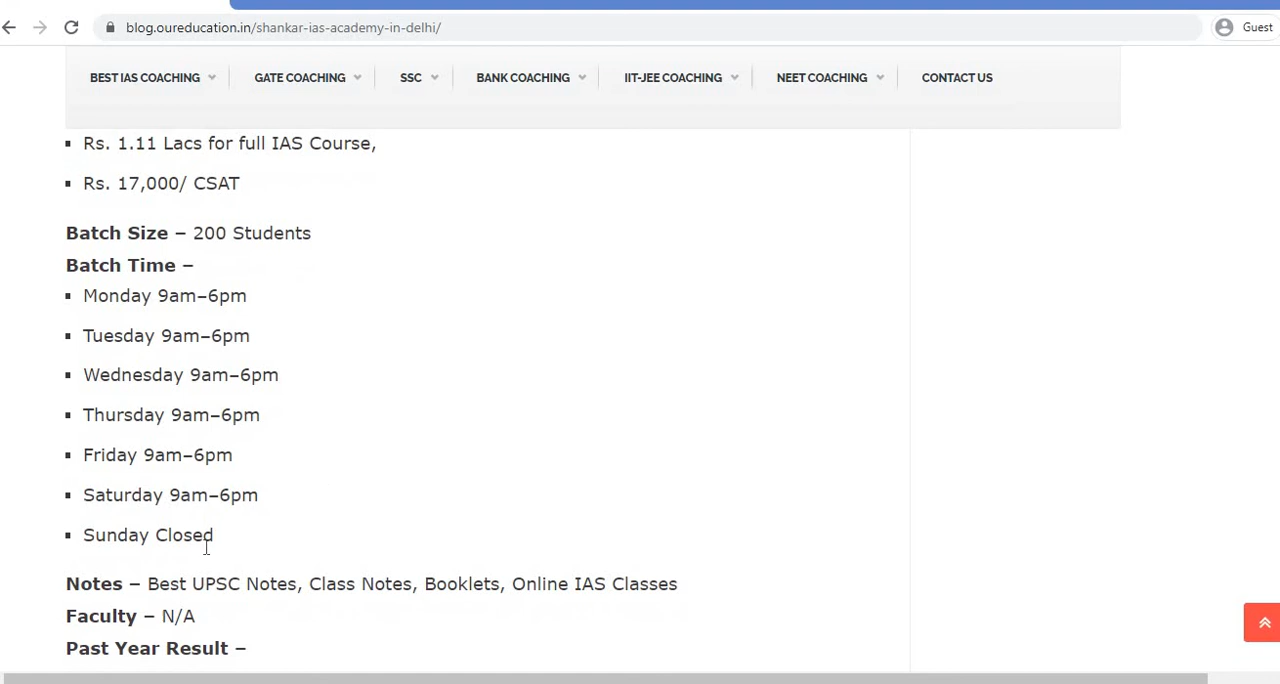 blog.oureducation.in/shankar-ias-academy-in-delhi/
Guest
BEST IAS COACHING GATE COACHING SSC BANK COACHING IIT-JEE COACHING NEET COACHING CONTACT US
▪ Rs. 1.11 Lacs for full IAS Course,
▪ Rs. 17,000/ CSAT
Batch Size – 200 Students
Batch Time –
▪ Monday 9am–6pm
▪ Tuesday 9am–6pm
▪ Wednesday 9am–6pm
▪ Thursday 9am–6pm
▪ Friday 9am–6pm
▪ Saturday 9am–6pm
▪ Sunday Closed
Notes – Best UPSC Notes, Class Notes, Booklets, Online IAS Classes
Faculty – N/A
Past Year Result –